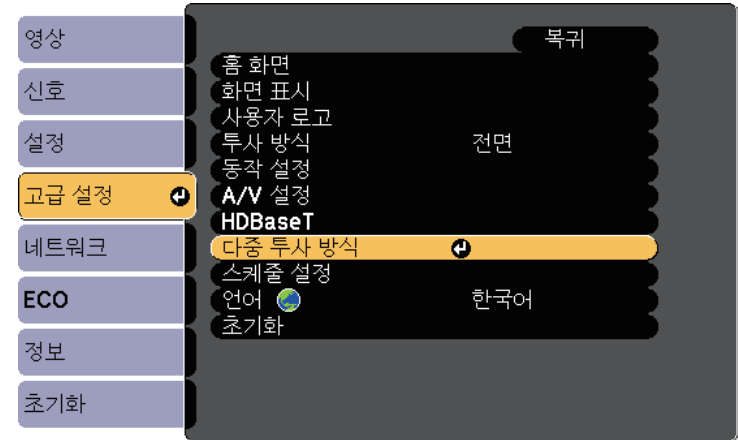 영상
신호
설정
고급 설정
네트워크
ECO
정보
초기화
복귀
홈 화면
화면 표시
사용자 로고
투사 방식 전면
동작 설정
A/V 설정
HDBaseT
다중 투사 방식
스케줄 설정
언어 한국어
초기화